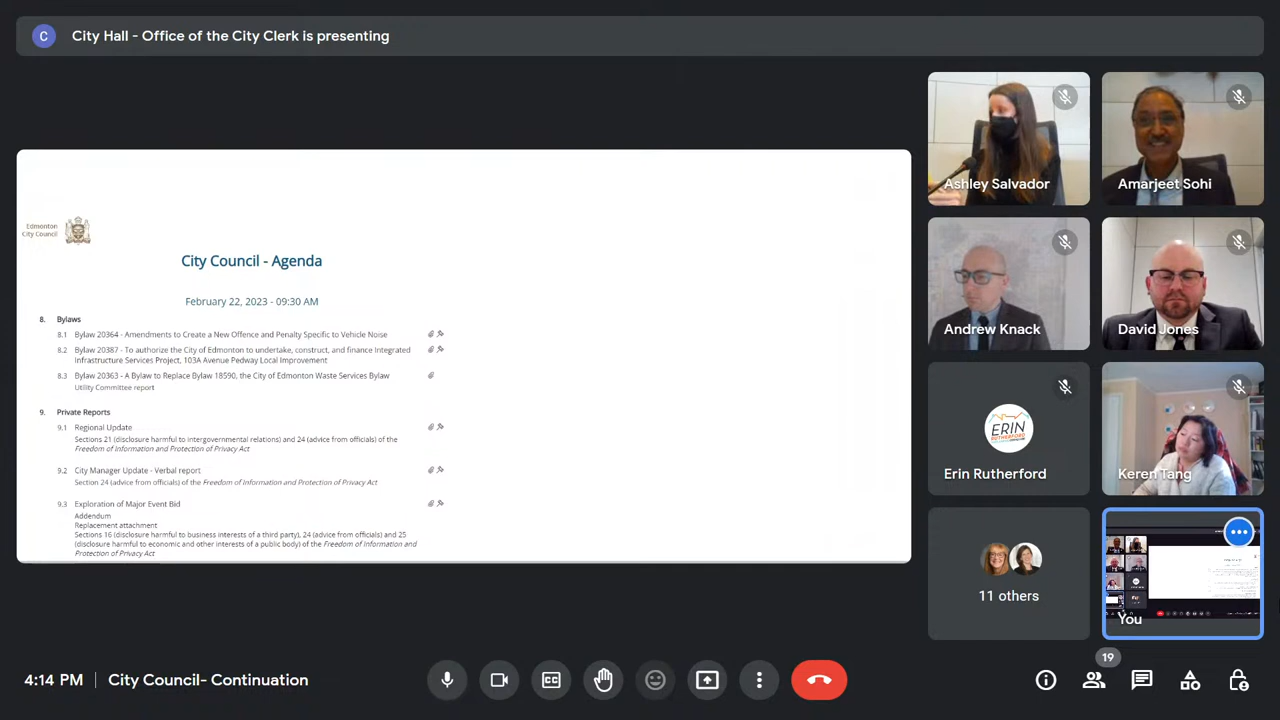 C City Hall - Office of the City Clerk is presenting
Edmonton
City Council
City Council - Agenda
February 22, 2023 - 09:30 AM
8. Bylaws
8.1 Bylaw 20364 - Amendments to Create a New Offence and Penalty Specific to Vehicle Noise
8.2 Bylaw 20387 - To authorize the City of Edmonton to undertake, construct, and finance Integrated
Infrastructure Services Project, 103A Avenue Pedway Local Improvement
8.3 Bylaw 20363 - A Bylaw to Replace Bylaw 18590, the City of Edmonton Waste Services Bylaw
Utility Committee report
9. Private Reports
9.1 Regional Update
Sections 21 (disclosure harmful to intergovernmental relations) and 24 (advice from officials) of the
Freedom of Information and Protection of Privacy Act
9.2 City Manager Update - Verbal report
Section 24 (advice from officials) of the Freedom of Information and Protection of Privacy Act
9.3 Exploration of Major Event Bid
Addendum
Replacement attachment
Sections 16 (disclosure harmful to business interests of a third party), 24 (advice from officials) and 25
(disclosure harmful to economic and other interests of a public body) of the Freedom of Information and
Protection of Privacy Act
Ashley Salvador
Amarjeet Sohi
Andrew Knack
David Jones
ERIN
RUTHERFORD
Erin Rutherford
Keren Tang
11 others
You
4:14 PM | City Council- Continuation
CC
19